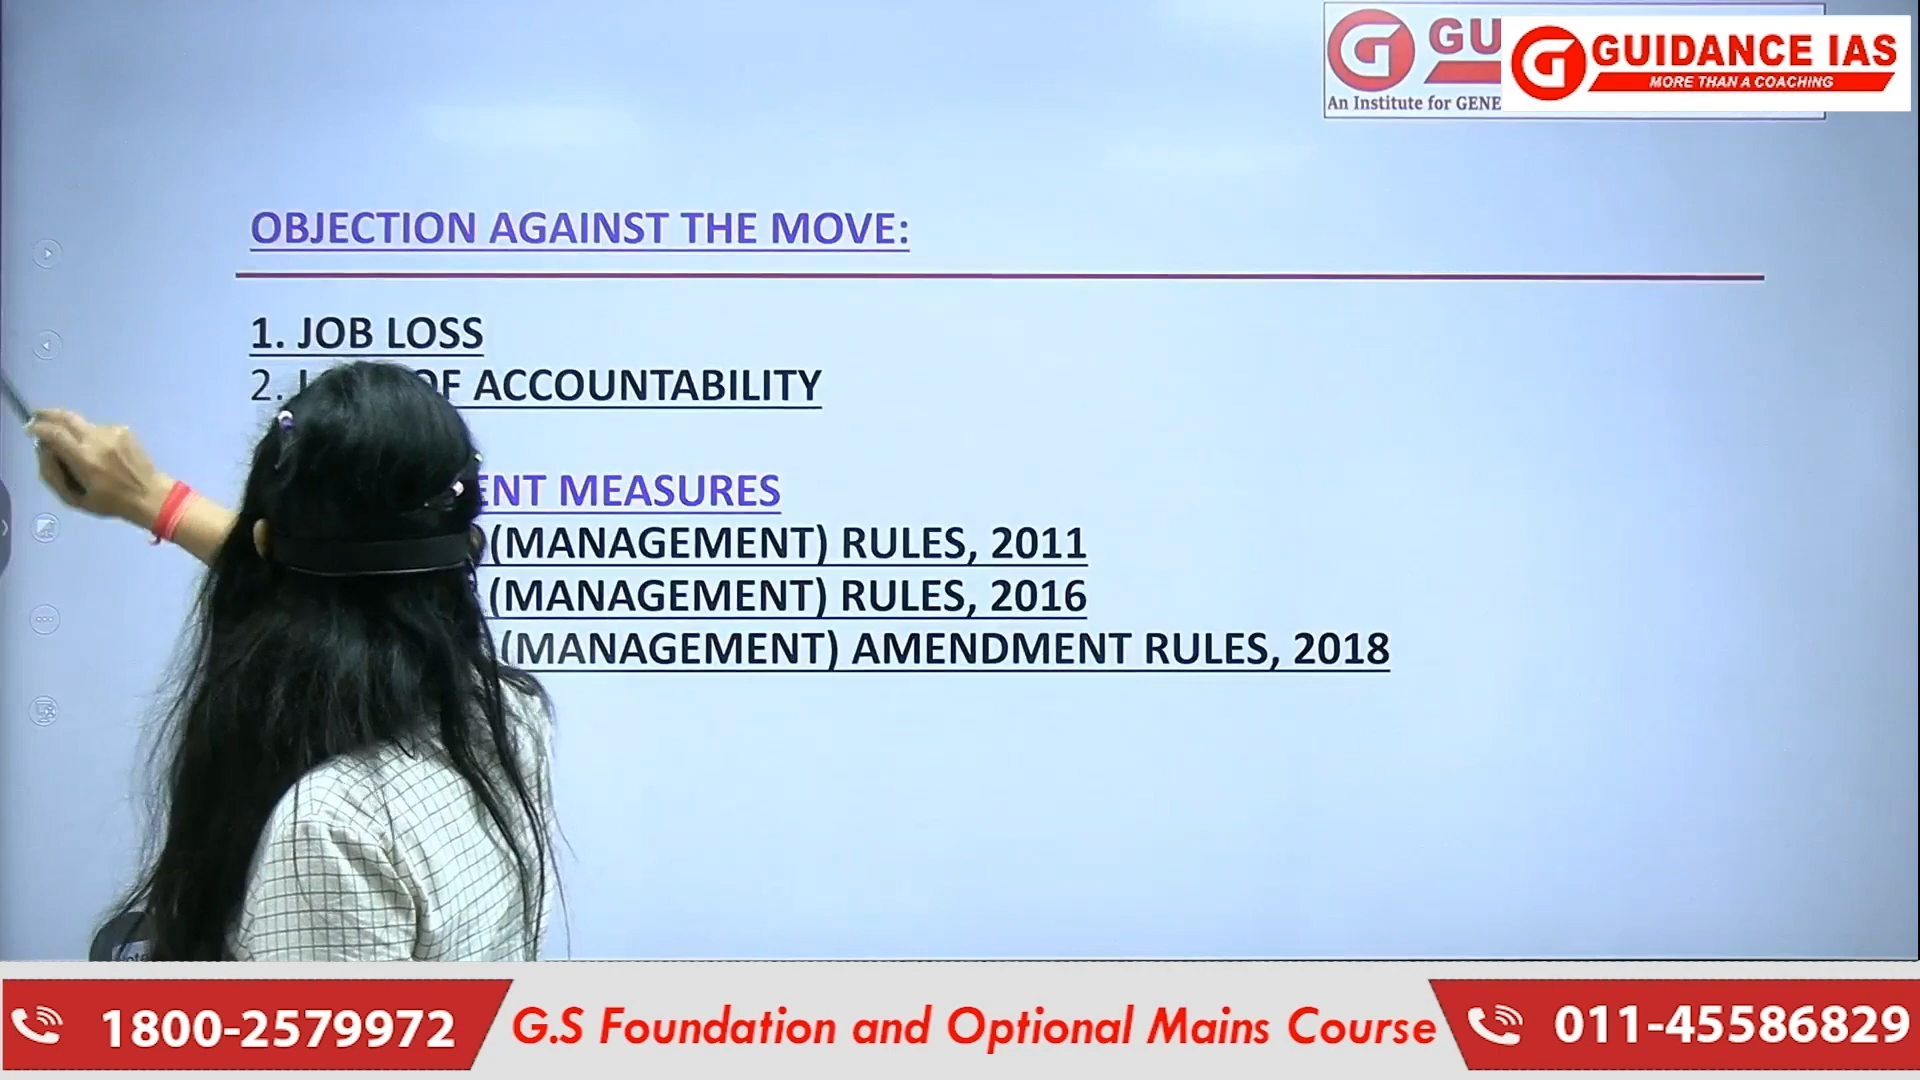 GU
An Institute for GENE
GUIDANCE IAS
MORE THAN A COACHING
OBJECTION AGAINST THE MOVE:
1. JOB LOSS
2. OF ACCOUNTABILITY
ENT MEASURES
(MANAGEMENT) RULES, 2011
(MANAGEMENT) RULES, 2016
(MANAGEMENT) AMENDMENT RULES, 2018
1800-2579972
G.S Foundation and Optional Mains Course
011-45586829